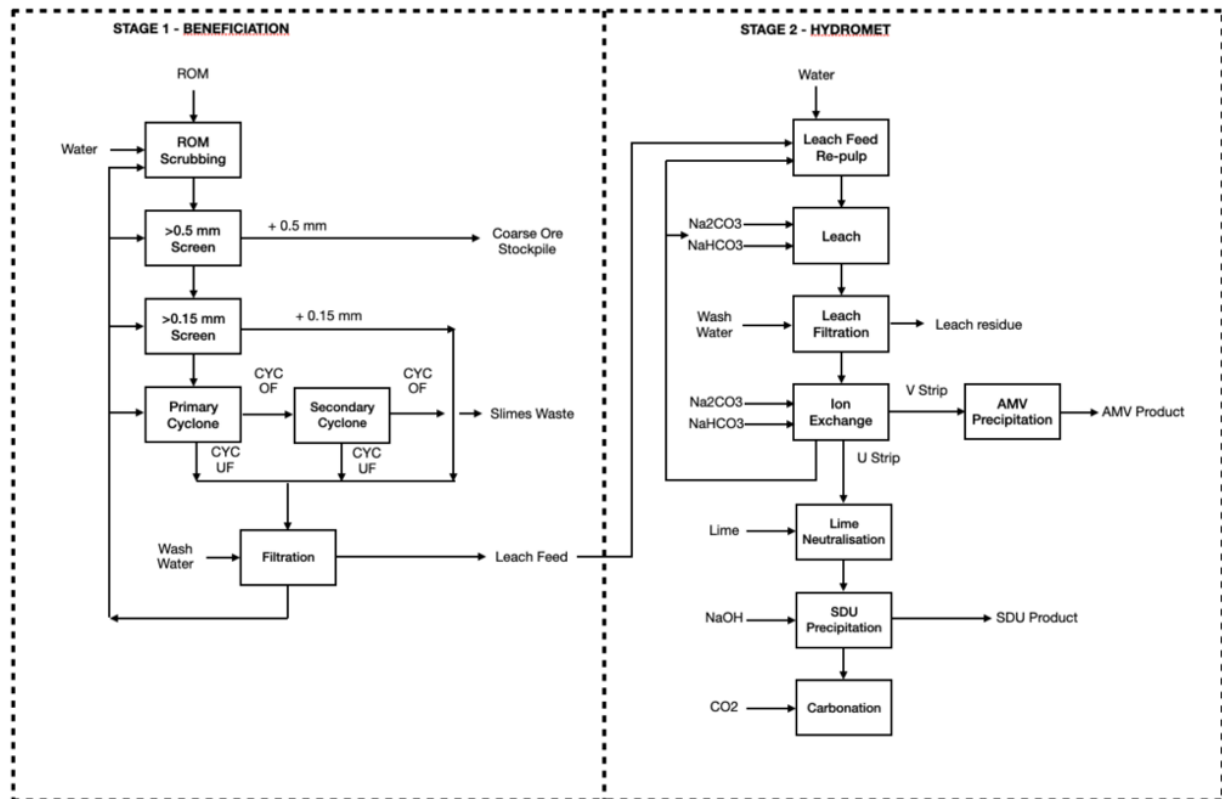 STAGE 1 - BENEFICIATION
ROM
Water
ROM
Scrubbing
>0.5 mm
Screen
+ 0.5 mm
Coarse Ore
Stockpile
>0.15 mm
Screen
+ 0.15 mm
Primary
Cyclone
CYC
OF
Secondary
Cyclone
CYC
OF
Slimes Waste
CYC
UF
CYC
UF
Wash
Water
Filtration
Leach Feed
STAGE 2 - HYDROMET
Water
Leach Feed
Re-pulp
Na2CO3
NaHCO3
Leach
Wash
Water
Leach
Filtration
Leach residue
Na2CO3
NaHCO3
Ion
Exchange
V Strip
AMV
Precipitation
AMV Product
U Strip
Lime
Lime
Neutralisation
NaOH
SDU
Precipitation
SDU Product
CO2
Carbonation